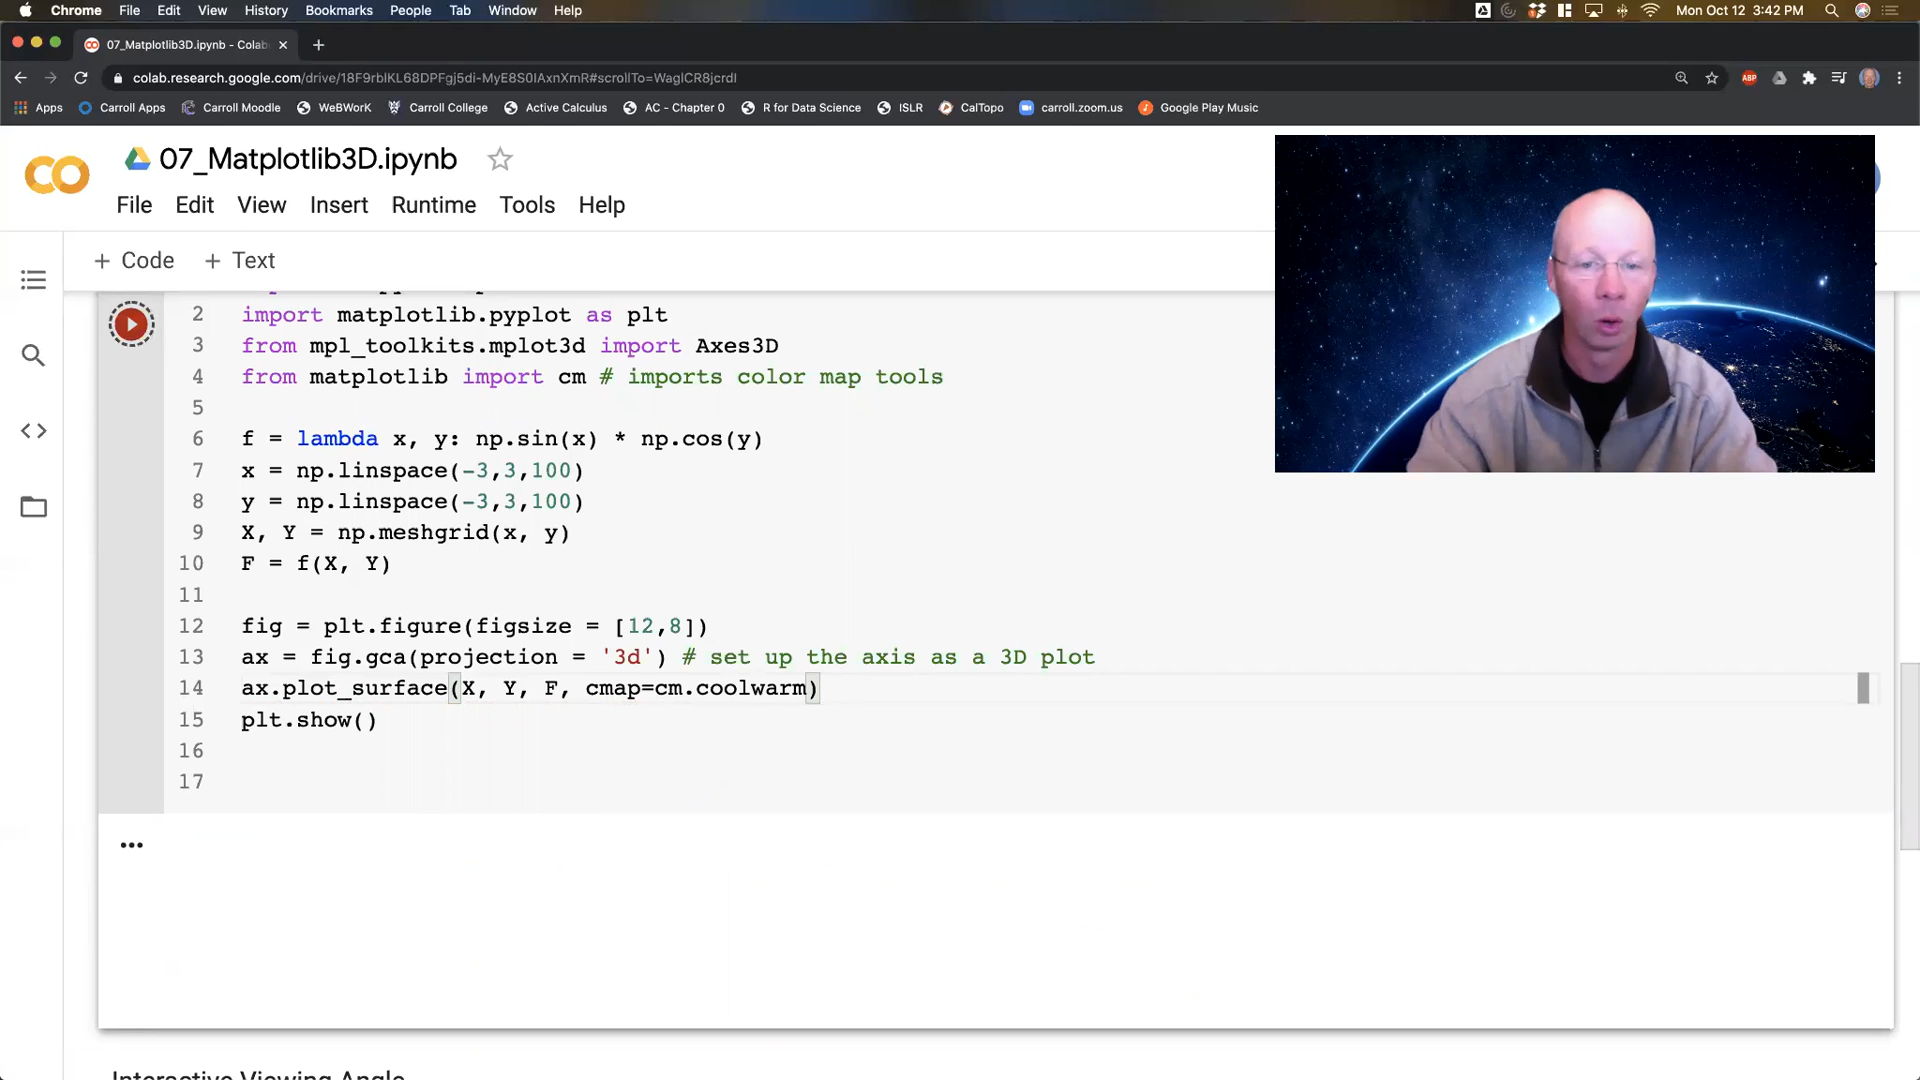 Chrome File Edit View History Bookmarks People Tab Window Help Mon Oct 12 3:42 PM
07_Matplotlib3D.ipynb - Colab
colab.research.google.com/drive/18F9rblKL68DPFgj5di-MyE8S0IAxnXmR#scrollTo=WaglCR8jcrdI
ABP
Apps Carroll Apps Carroll Moodle WeBWorK Carroll College Active Calculus AC - Chapter 0 R for Data Science ISLR CalTopo carroll.zoom.us Google Play Music
07_Matplotlib3D.ipynb
File Edit View Insert Runtime Tools Help
+ Code + Text
2 import matplotlib.pyplot as plt
3 from mpl_toolkits.mplot3d import Axes3D
4 from matplotlib import cm # imports color map tools
5
6 f = lambda x, y: np.sin(x) * np.cos(y)
7 x = np.linspace(-3,3,100)
8 y = np.linspace(-3,3,100)
9 X, Y = np.meshgrid(x, y)
10 F = f(X, Y)
11
12 fig = plt.figure(figsize = [12,8])
13 ax = fig.gca(projection = '3d') # set up the axis as a 3D plot
14 ax.plot_surface(X, Y, F, cmap=cm.coolwarm)
15 plt.show()
16
17
Interactive Viewing Angle